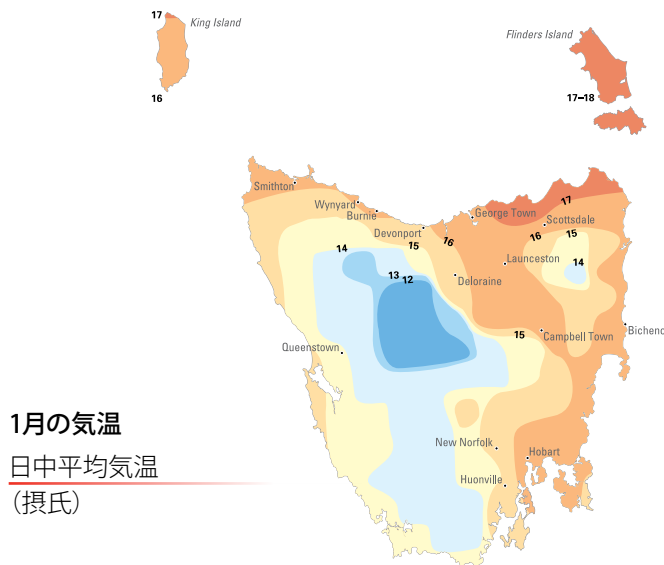 17
King Island
16
Flinders Island
17–18
Smithton
Wynyard
Burnie
Devonport
George Town
17
Scottsdale
16
15
14
15
16
14
13
12
Launceston
Deloraine
15
Campbell Town
Bicheno
Queenstown
New Norfolk
Hobart
Huonville
1月の気温
日中平均気温
（摂氏）